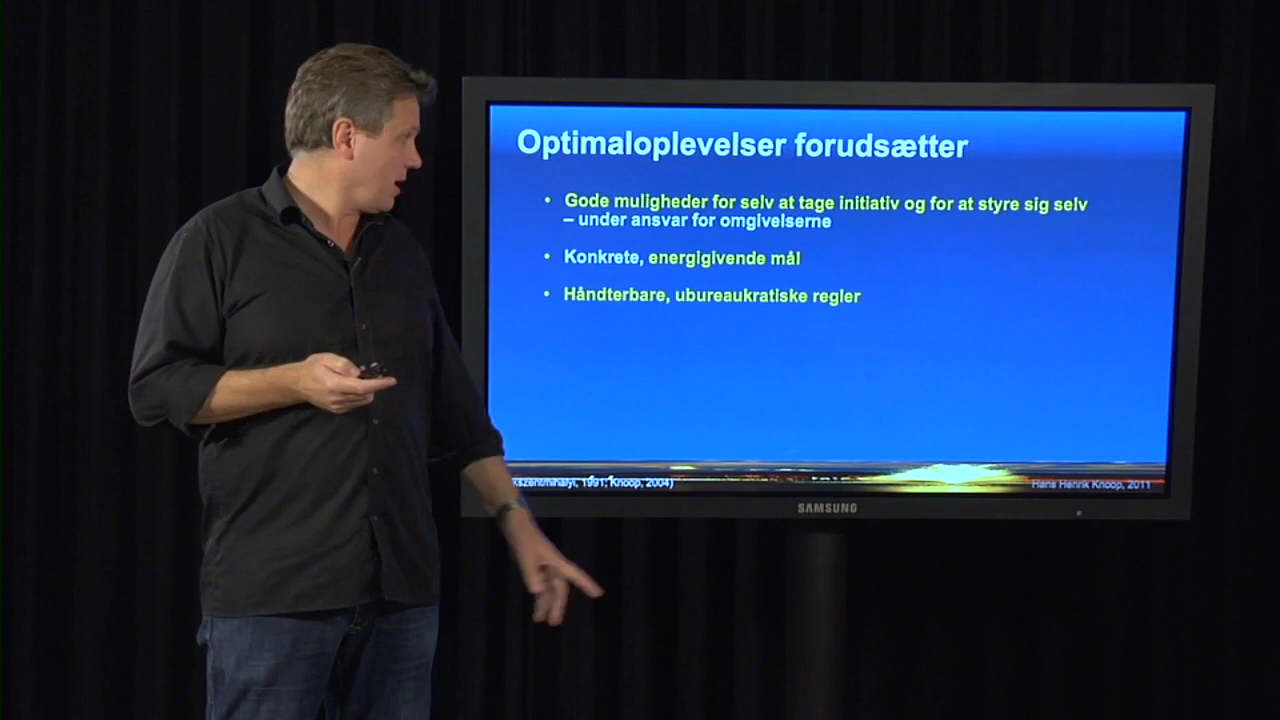 Optimaloplevelser forudsætter
• Gode muligheder for selv at tage initiativ og for at styre sig selv
– under ansvar for omgivelserne
• Konkrete, energigivende mål
• Håndterbare, ubureaukratiske regler
kszentmihalyi, 1991; Knoop, 2004)
Hans Henrik Knoop, 2011
SAMSUNG